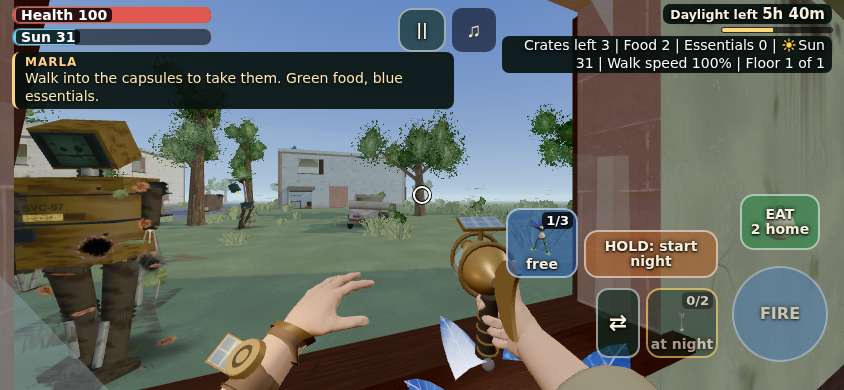 Health 100
Sun 31
MARLA
Walk into the capsules to take them. Green food, blue
essentials.
Daylight left 5h 40m
Crates left 3 | Food 2 | Essentials 0 | ☀Sun
31 | Walk speed 100% | Floor 1 of 1
SVC-97
1/3
free
HOLD: start
night
EAT
2 home
0/2
at night
FIRE